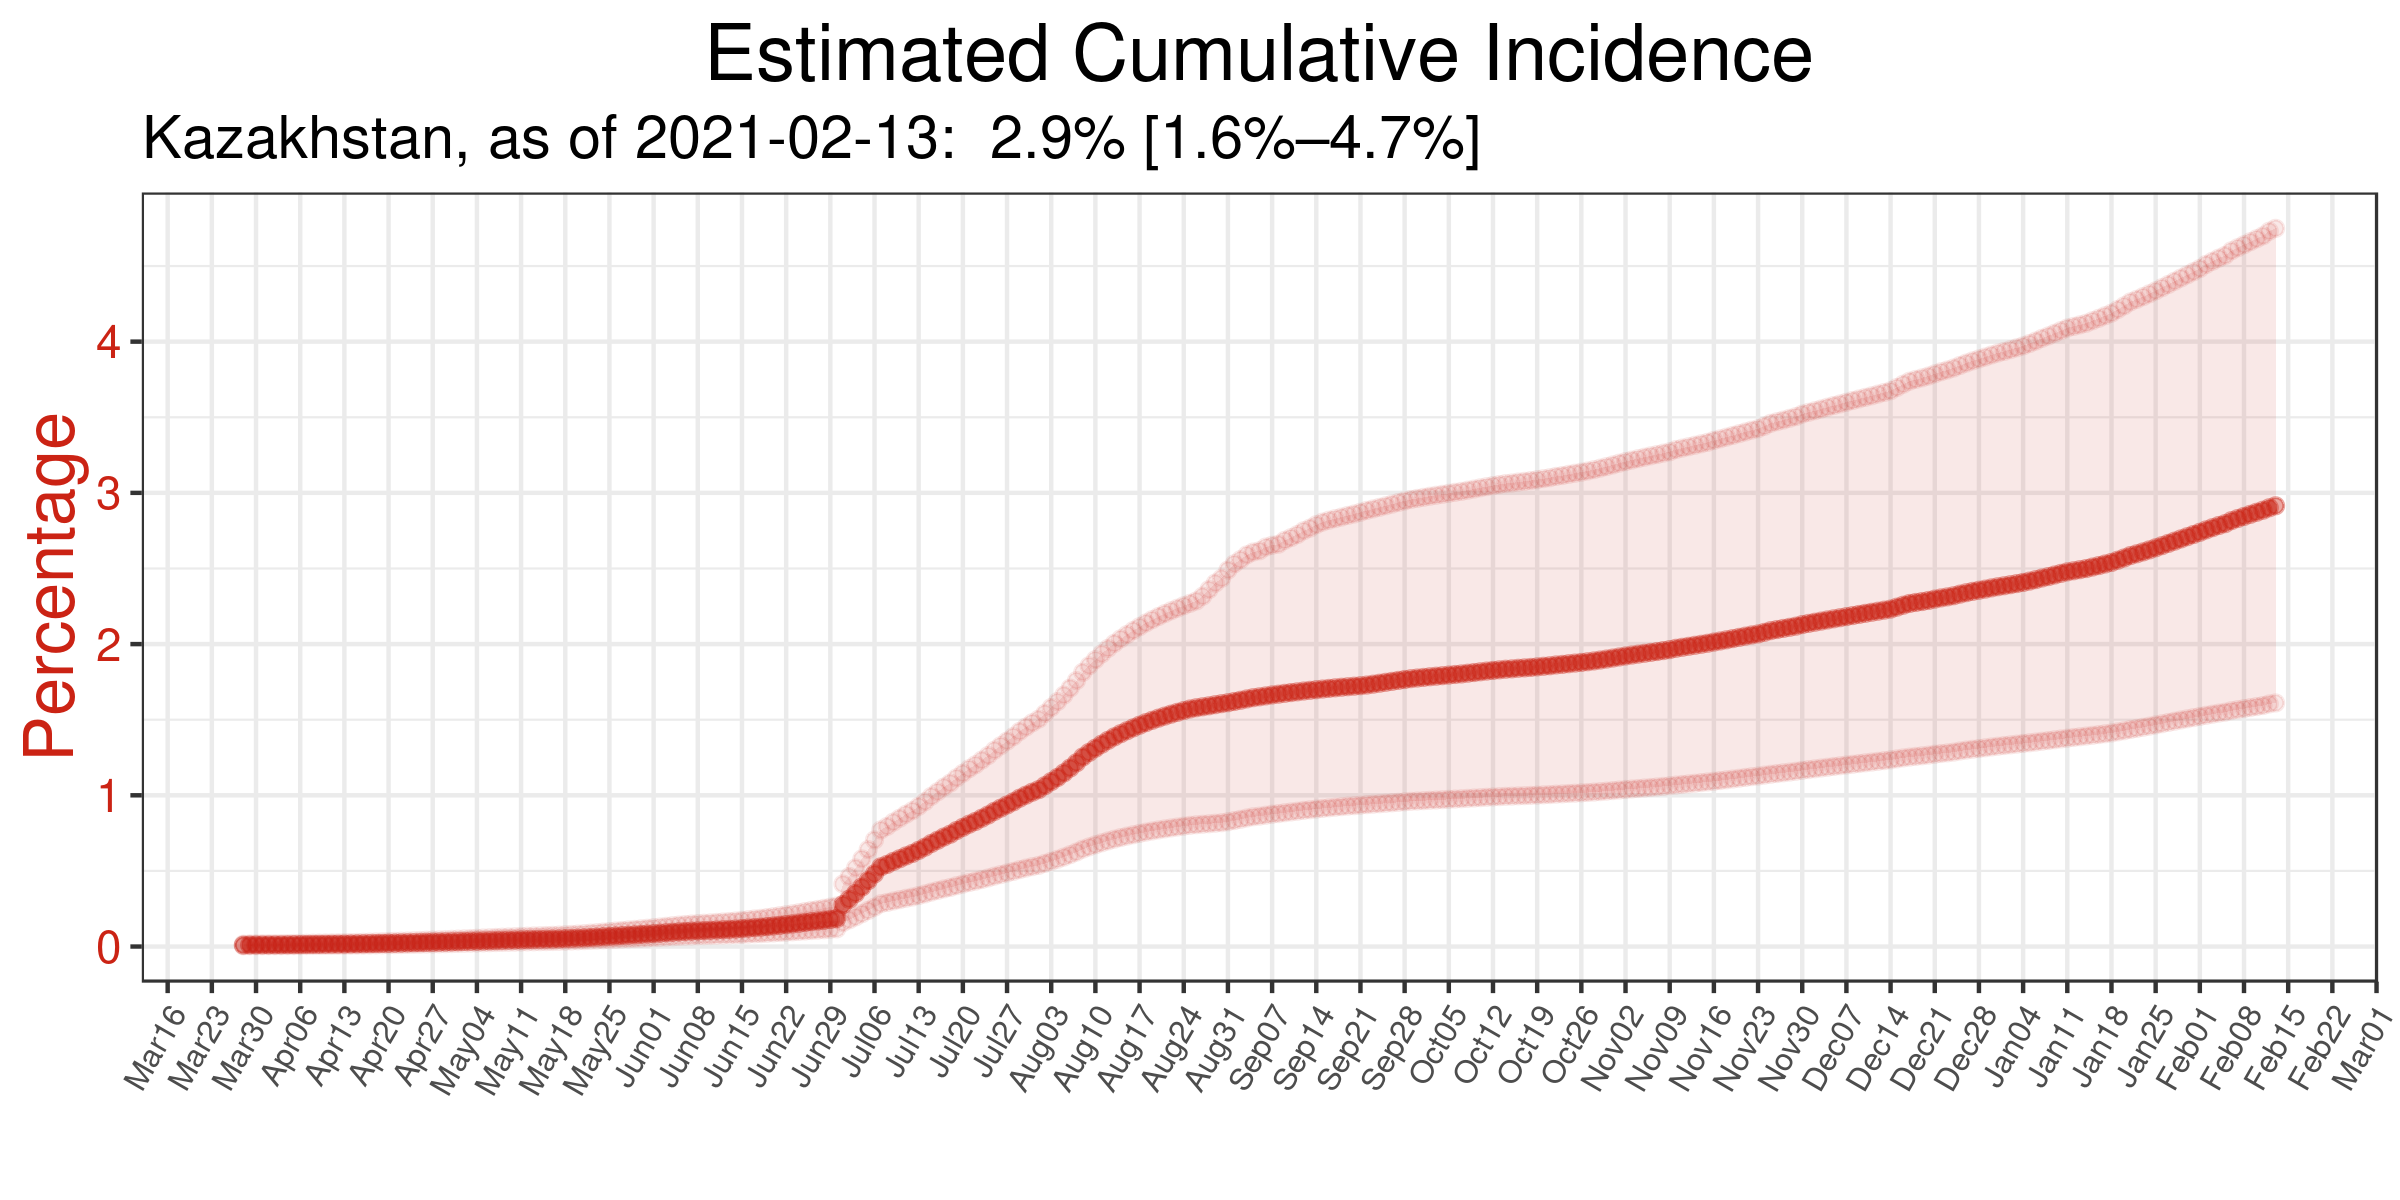 Estimated Cumulative Incidence
Kazakhstan, as of 2021-02-13:  2.9% [1.6%–4.7%]
Percentage
4
3
2
1
0
Mar16
Mar23
Mar30
Apr06
Apr13
Apr20
Apr27
May04
May11
May18
May25
Jun01
Jun08
Jun15
Jun22
Jun29
Jul06
Jul13
Jul20
Jul27
Aug03
Aug10
Aug17
Aug24
Aug31
Sep07
Sep14
Sep21
Sep28
Oct05
Oct12
Oct19
Oct26
Nov02
Nov09
Nov16
Nov23
Nov30
Dec07
Dec14
Dec21
Dec28
Jan04
Jan11
Jan18
Jan25
Feb01
Feb08
Feb15
Feb22
Mar01